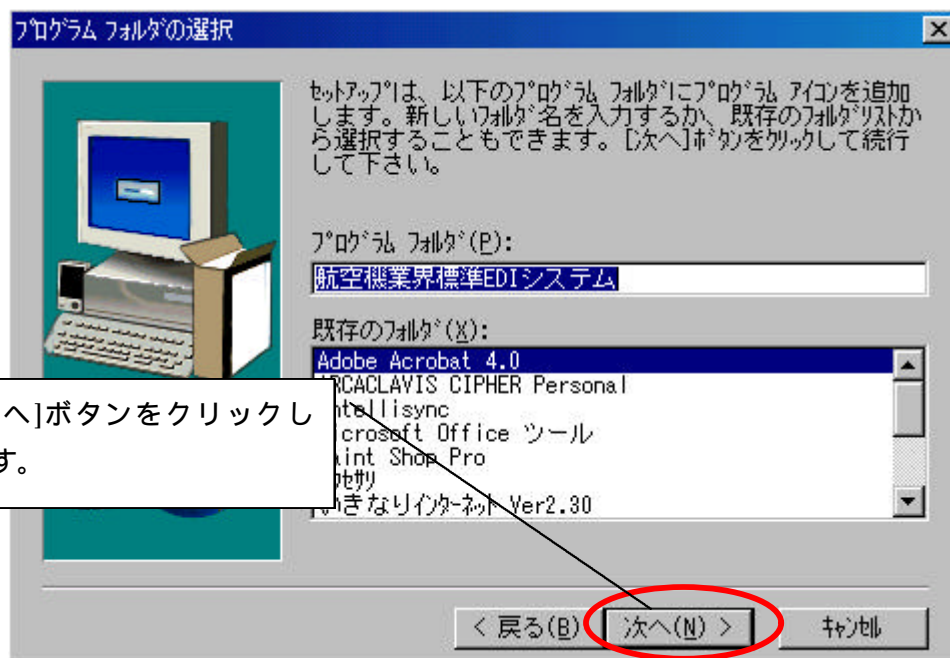 プログラム フォルダの選択
ｾｯﾄｱｯﾌﾟは、以下のﾌﾟﾛｸﾞﾗﾑ ﾌｫﾙﾀﾞにﾌﾟﾛｸﾞﾗﾑ ｱｲｺﾝを追加
します。新しいﾌｫﾙﾀﾞ名を入力するか、既存のﾌｫﾙﾀﾞﾘｽﾄか
ら選択することもできます。[次へ]ﾎﾞﾀﾝをｸﾘｯｸして続行
して下さい。
ﾌﾟﾛｸﾞﾗﾑ ﾌｫﾙﾀﾞ(P):
航空機業界標準EDIシステム
既存のﾌｫﾙﾀﾞ(X):
Adobe Acrobat 4.0
RCACLAVIS CIPHER Personal
ntellisync
icrosoft Office ツール
aint Shop Pro
ｸｾｻﾘ
いきなりｲﾝﾀｰﾈｯﾄ Ver2.30
へ]ボタンをクリックし
す。
< 戻る(B)
次へ(N) >
ｷｬﾝｾﾙ